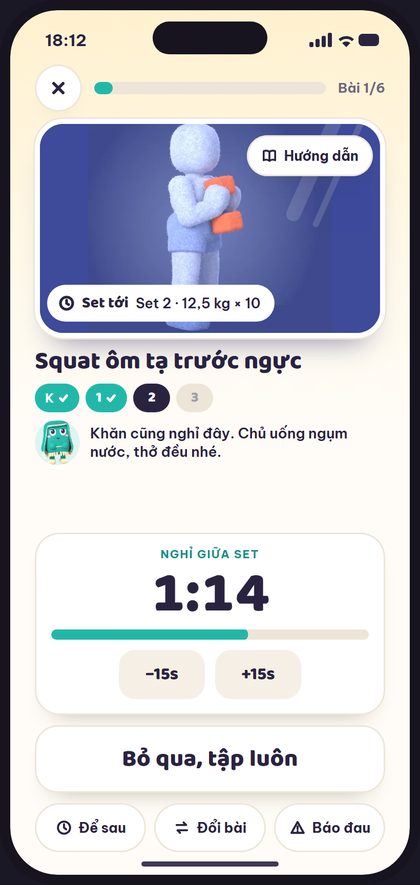 18:12
Bài 1/6
Hướng dẫn
Set tới Set 2 · 12,5 kg × 10
Squat ôm tạ trước ngực
K 1 2 3
Khăn cũng nghỉ đây. Chủ uống ngụm
nước, thở đều nhé.
NGHỈ GIỮA SET
1:14
−15s +15s
Bỏ qua, tập luôn
Để sau Đổi bài Báo đau